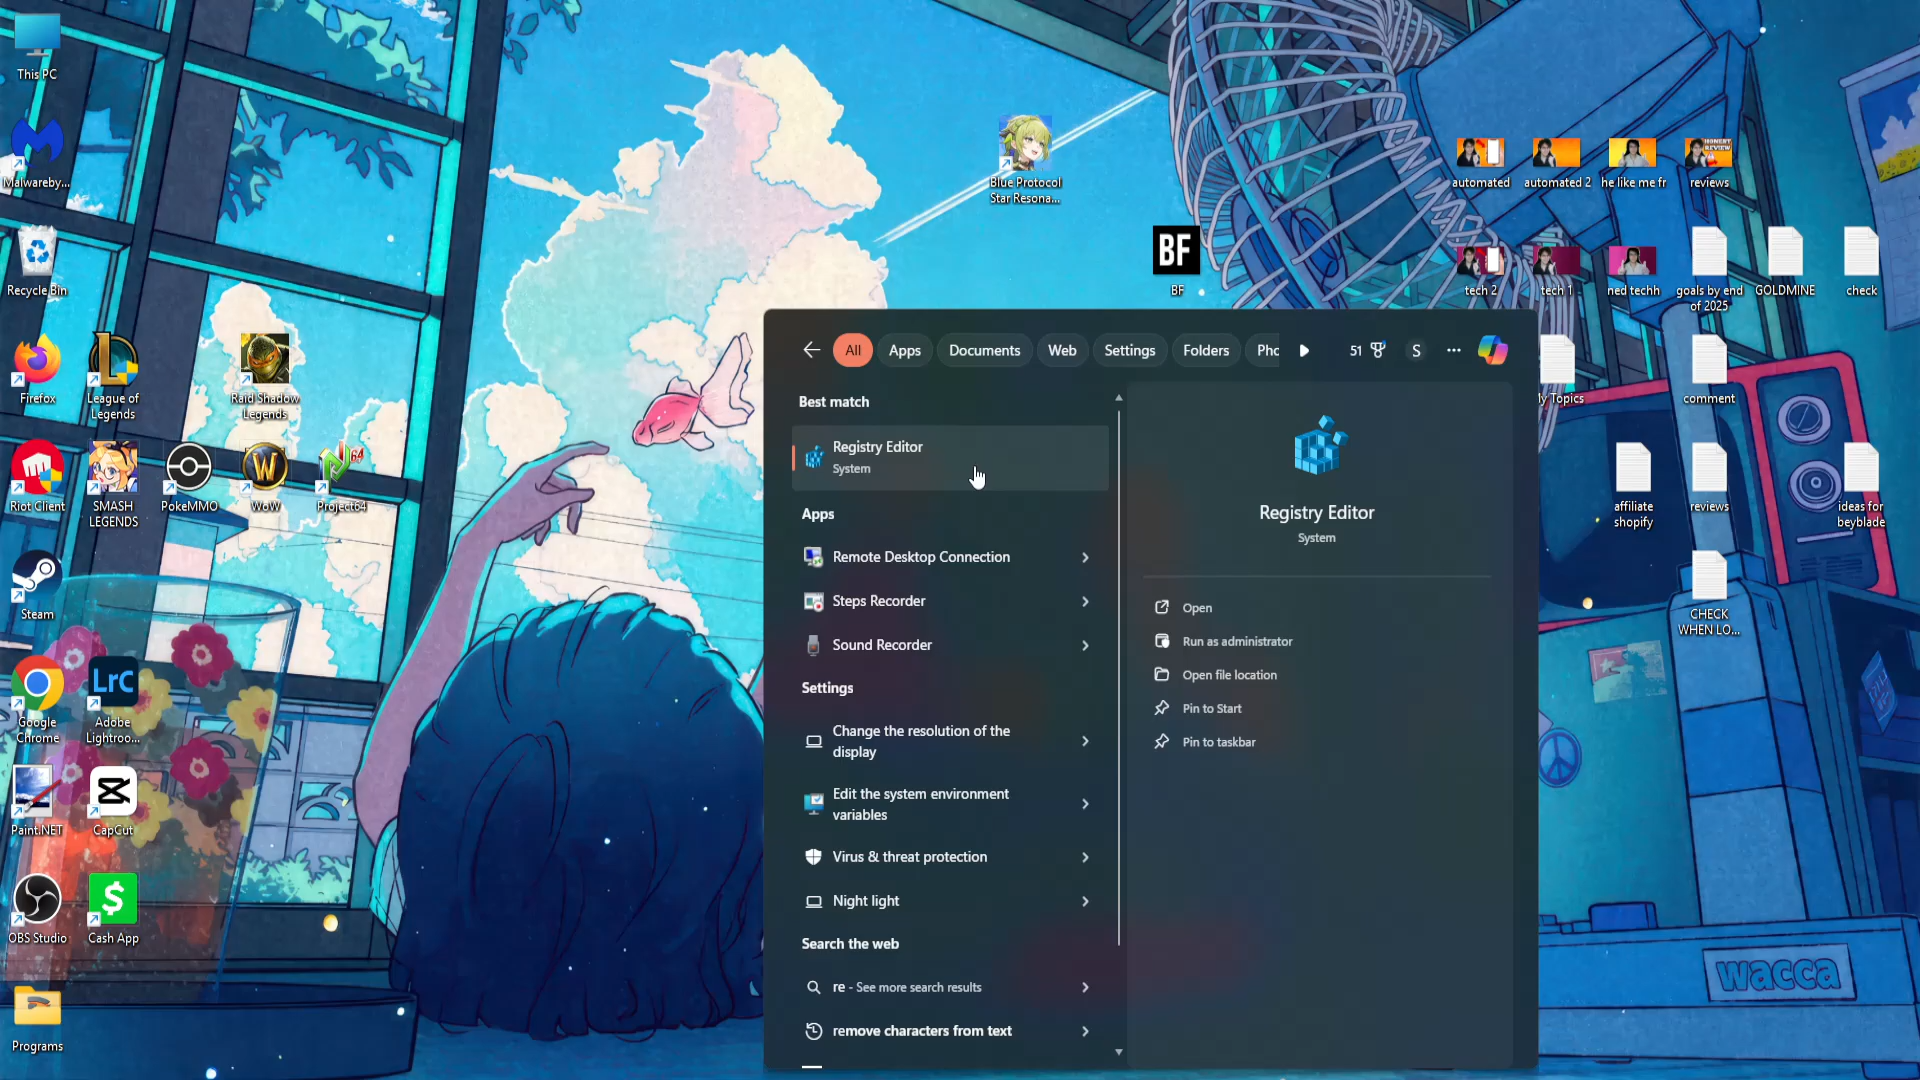 This PC
Malwareby...
Recycle Bin
Firefox
League of
Legends
Raid Shadow
Legends
Riot Client
SMASH
LEGENDS
PokeMMO
W
WoW
64
Project64
Steam
Google
Chrome
LrC
Adobe
Lightroo...
Paint.NET
CapCut
OBS Studio
$
Cash App
Programs
Blue Protocol
Star Resona...
BF
BF
automated
automated 2
he like me fr
HONEST
REVIEW
reviews
tech 2
tech 1
ned techh
goals by end
of 2025
GOLDMINE
check
My Topics
comment
affiliate
shopify
reviews
ideas for
beyblade
CHECK
WHEN LO...
wacca
All
Apps
Documents
Web
Settings
Folders
Pho
51
S
Best match
Registry Editor
System
Apps
Remote Desktop Connection
Steps Recorder
Sound Recorder
Settings
Change the resolution of the
display
Edit the system environment
variables
Virus & threat protection
Night light
Search the web
re - See more search results
remove characters from text
Registry Editor
System
Open
Run as administrator
Open file location
Pin to Start
Pin to taskbar